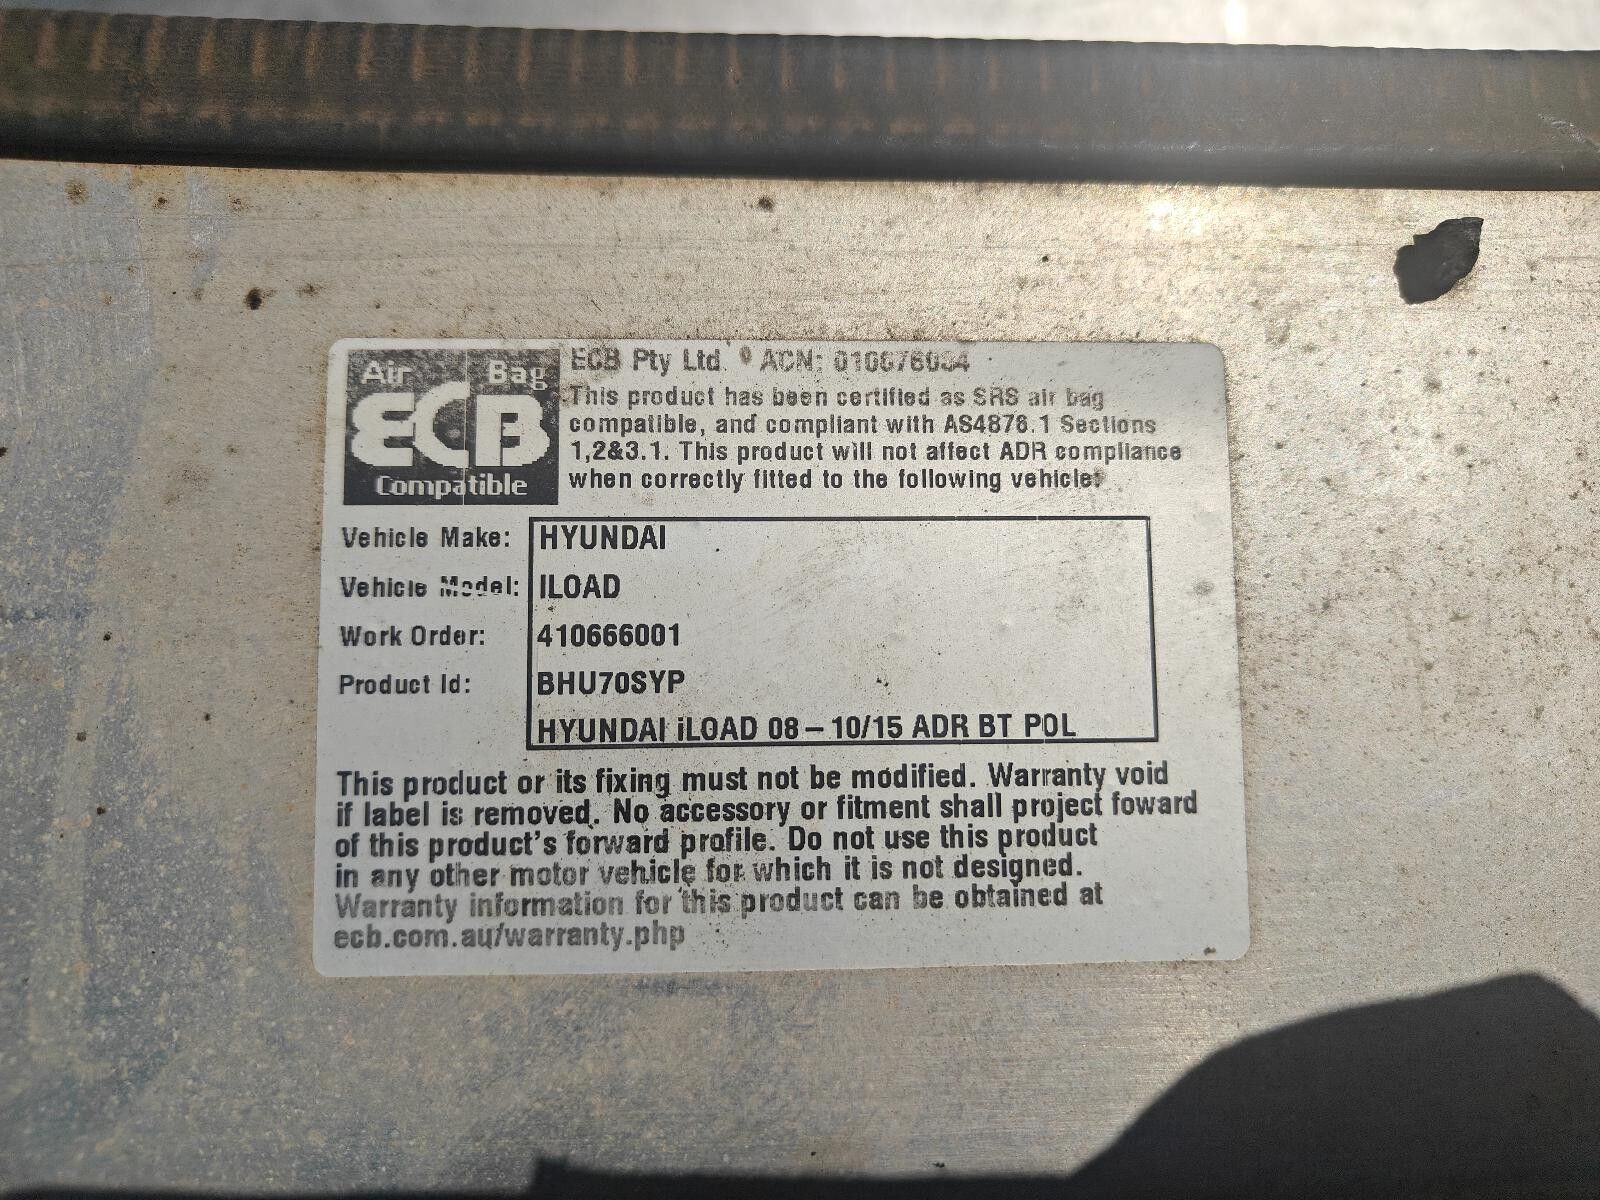 Air Bag
ECB
Compatible
ECB Pty Ltd. ACN: 010676034
This product has been certified as SRS air bag
compatible, and compliant with AS4876.1 Sections
1,2&3.1. This product will not affect ADR compliance
when correctly fitted to the following vehicle:
Vehicle Make: HYUNDAI
Vehicle Model: ILOAD
Work Order: 410666001
Product Id: BHU70SYP
HYUNDAI iLOAD 08 – 10/15 ADR BT POL
This product or its fixing must not be modified. Warranty void
if label is removed. No accessory or fitment shall project foward
of this product's forward profile. Do not use this product
in any other motor vehicle for which it is not designed.
Warranty information for this product can be obtained at
ecb.com.au/warranty.php